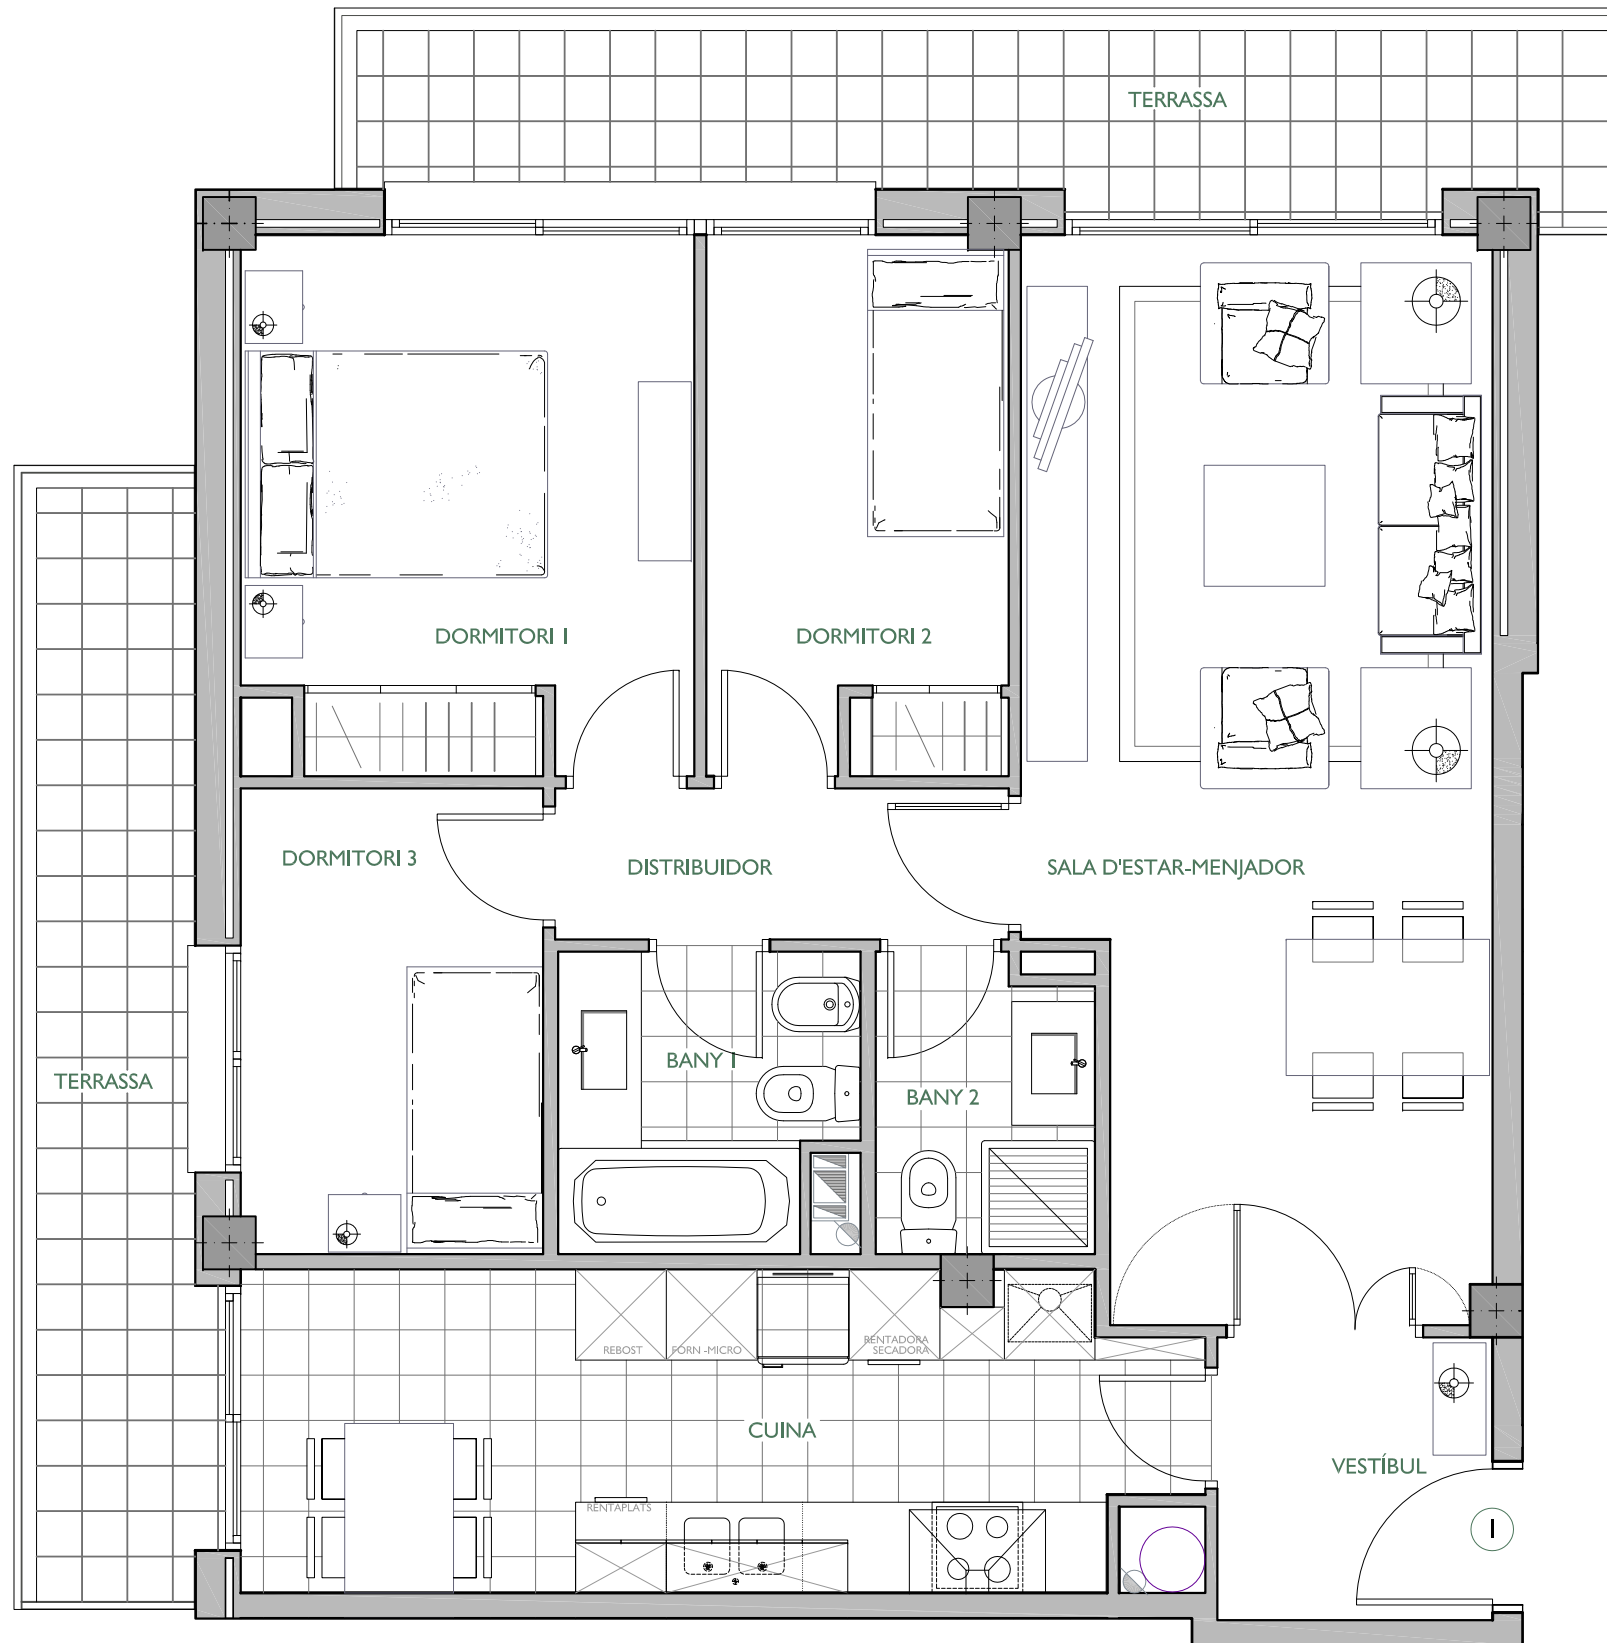 TERRASSA
DORMITORI 1
DORMITORI 2
DORMITORI 3
DISTRIBUIDOR
SALA D'ESTAR-MENJADOR
TERRASSA
BANY 1
BANY 2
REBOST
FORN -MICRO
RENTADORA
SECADORA
CUINA
VESTÍBUL
RENTAPLATS
1